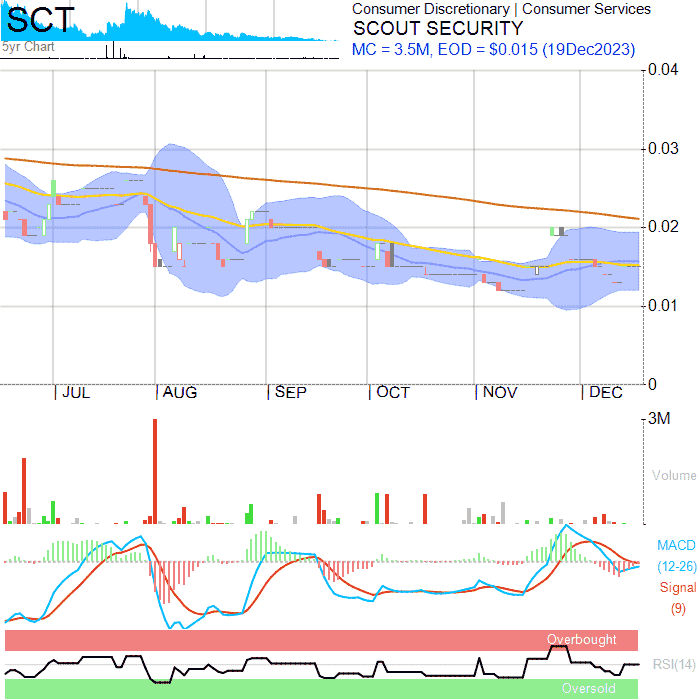 SCT
Consumer Discretionary | Consumer Services
SCOUT SECURITY
5yr Chart
MC = 3.5M, EOD = $0.015 (19Dec2023)
0.04
0.03
0.02
0.01
0
JUL
AUG
SEP
OCT
NOV
DEC
3M
Volume
MACD
(12-26)
Signal
(9)
Overbought
RSI(14)
Oversold